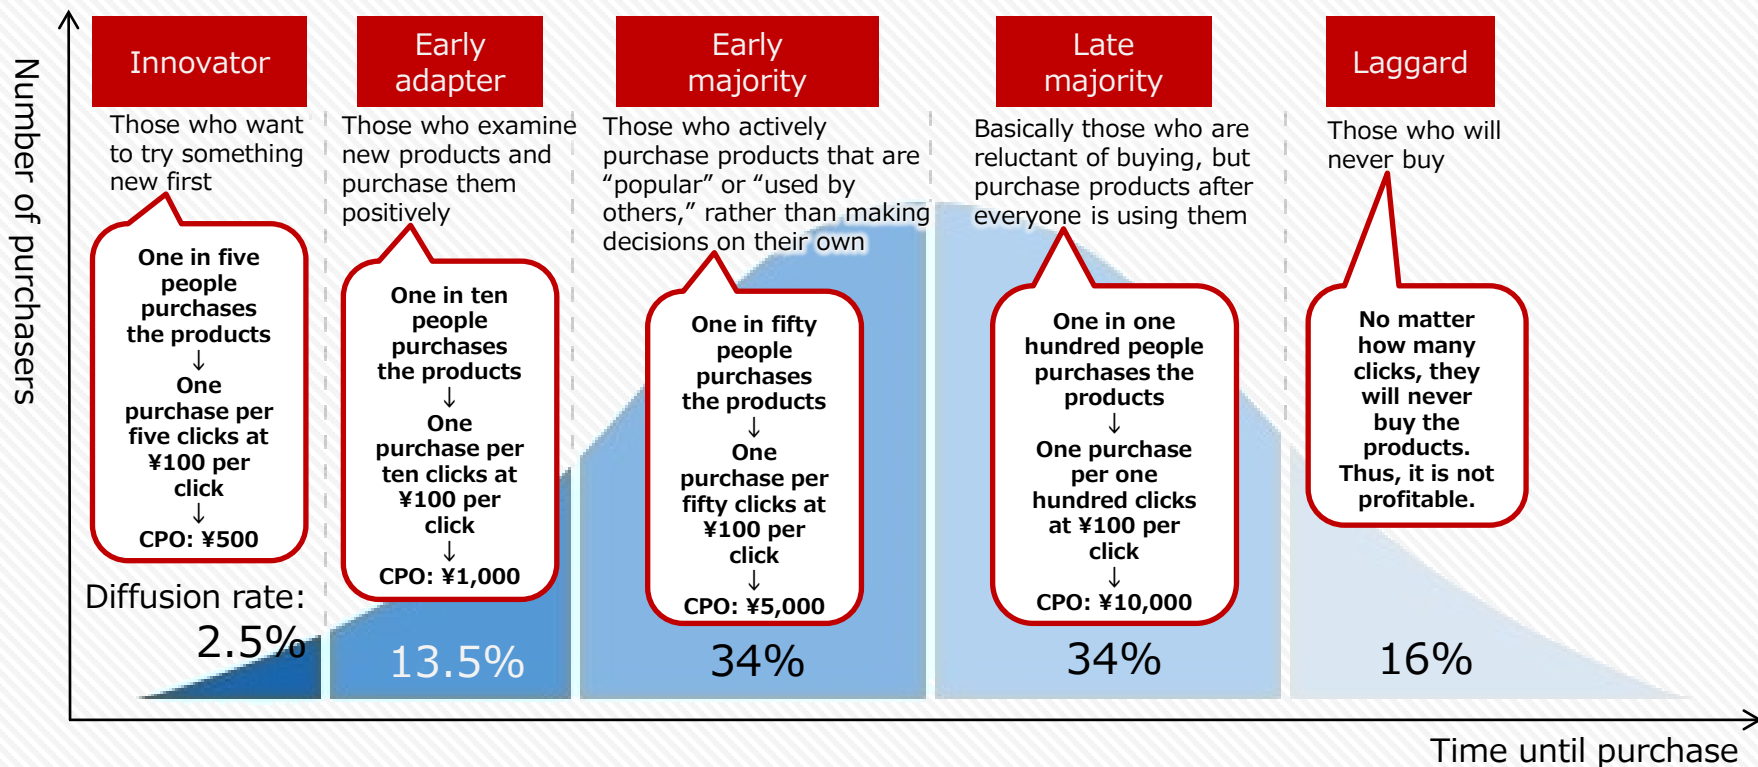 Number of purchasers
Innovator
Those who want
to try something
new first
One in five
people
purchases
the products
↓
One
purchase per
five clicks at
¥100 per
click
↓
CPO: ¥500
Diffusion rate:
2.5%
Early
adapter
Those who examine
new products and
purchase them
positively
One in ten
people
purchases
the products
↓
One
purchase per
ten clicks at
¥100 per
click
↓
CPO: ¥1,000
13.5%
Early
majority
Those who actively
purchase products that are
“popular” or “used by
others,” rather than making
decisions on their own
One in fifty
people
purchases
the products
↓
One
purchase per
fifty clicks at
¥100 per
click
↓
CPO: ¥5,000
34%
Late
majority
Basically those who are
reluctant of buying, but
purchase products after
everyone is using them
One in one
hundred people
purchases the
products
↓
One purchase
per one
hundred clicks
at ¥100 per
click
↓
CPO: ¥10,000
34%
Laggard
Those who will
never buy
No matter
how many
clicks, they
will never
buy the
products.
Thus, it is not
profitable.
16%
Time until purchase